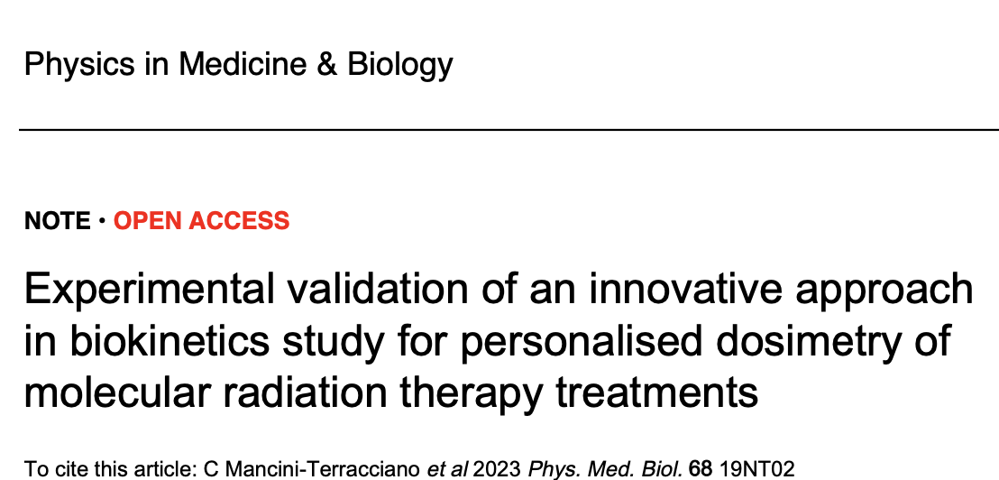 Physics in Medicine & Biology
NOTE • OPEN ACCESS
Experimental validation of an innovative approach
in biokinetics study for personalised dosimetry of
molecular radiation therapy treatments
To cite this article: C Mancini-Terracciano et al 2023 Phys. Med. Biol. 68 19NT02